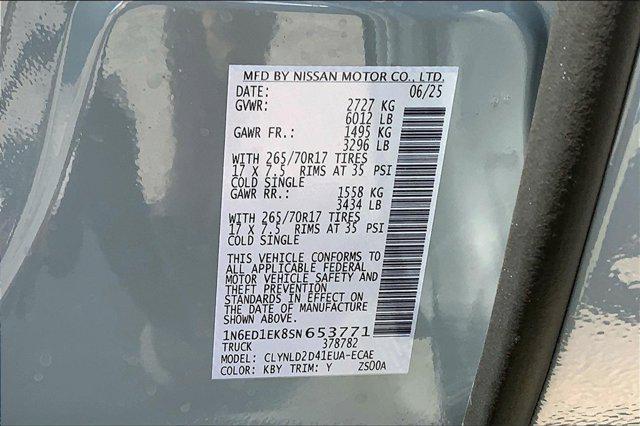 MFD BY NISSAN MOTOR CO., LTD.
DATE: 06/25
GVWR: 2727 KG
6012 LB
GAWR FR.: 1495 KG
3296 LB
WITH 265/70R17 TIRES
17 X 7.5 RIMS AT 35 PSI
COLD SINGLE
GAWR RR.: 1558 KG
3434 LB
WITH 265/70R17 TIRES
17 X 7.5 RIMS AT 35 PSI
COLD SINGLE
THIS VEHICLE CONFORMS TO
ALL APPLICABLE FEDERAL
MOTOR VEHICLE SAFETY AND
THEFT PREVENTION
STANDARDS IN EFFECT ON
THE DATE OF MANUFACTURE
SHOWN ABOVE.
1N6ED1EK8SN653771
TRUCK 378782
MODEL: CLYNLD2D41EUA-ECAE
COLOR: KBY TRIM: Y ZS00A